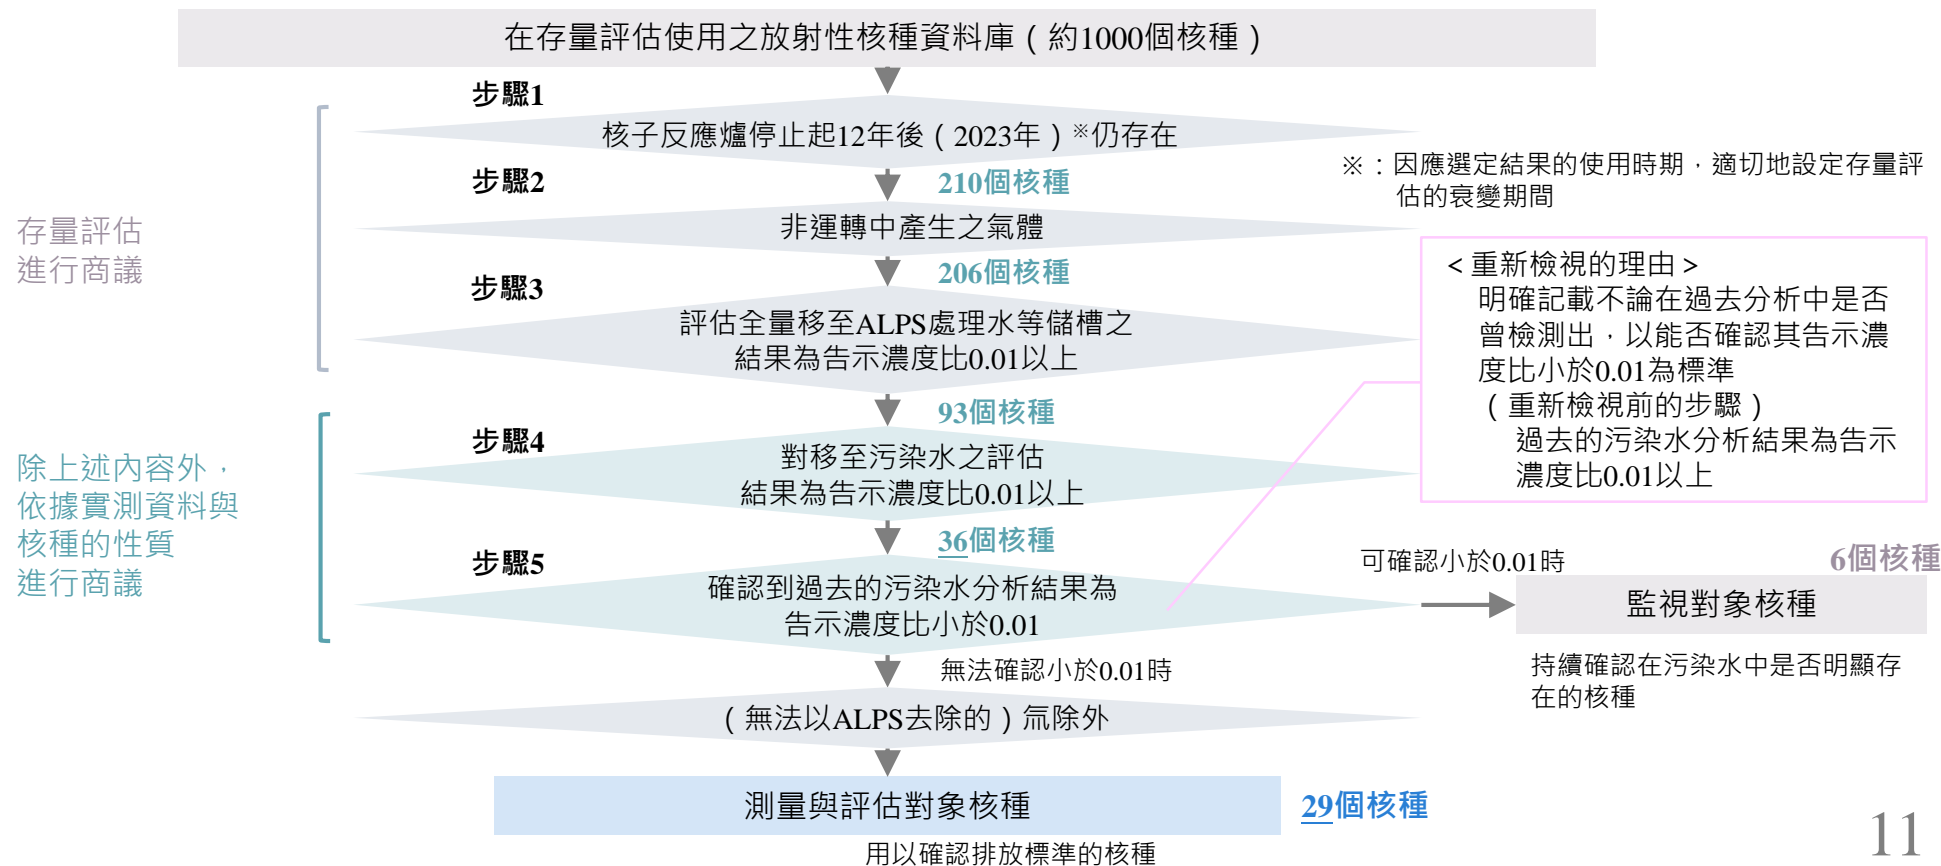 在存量評估使用之放射性核種資料庫（約1000個核種）
步驟1
核子反應爐停止起12年後（2023年）※仍存在
※：因應選定結果的使用時期，適切地設定存量評
估的衰變期間
步驟2
210個核種
非運轉中產生之氣體
存量評估
進行商議
206個核種
步驟3
評估全量移至ALPS處理水等儲槽之
結果為告示濃度比0.01以上
＜重新檢視的理由＞
明確記載不論在過去分析中是否
曾檢測出，以能否確認其告示濃
度比小於0.01為標準
（重新檢視前的步驟）
過去的污染水分析結果為告示
濃度比0.01以上
93個核種
步驟4
對移至污染水之評估
結果為告示濃度比0.01以上
除上述內容外，
依據實測資料與
核種的性質
進行商議
36個核種
步驟5
確認到過去的污染水分析結果為
告示濃度比小於0.01
可確認小於0.01時
6個核種
監視對象核種
持續確認在污染水中是否明顯存
在的核種
無法確認小於0.01時
（無法以ALPS去除的）氚除外
測量與評估對象核種
29個核種
用以確認排放標準的核種
11